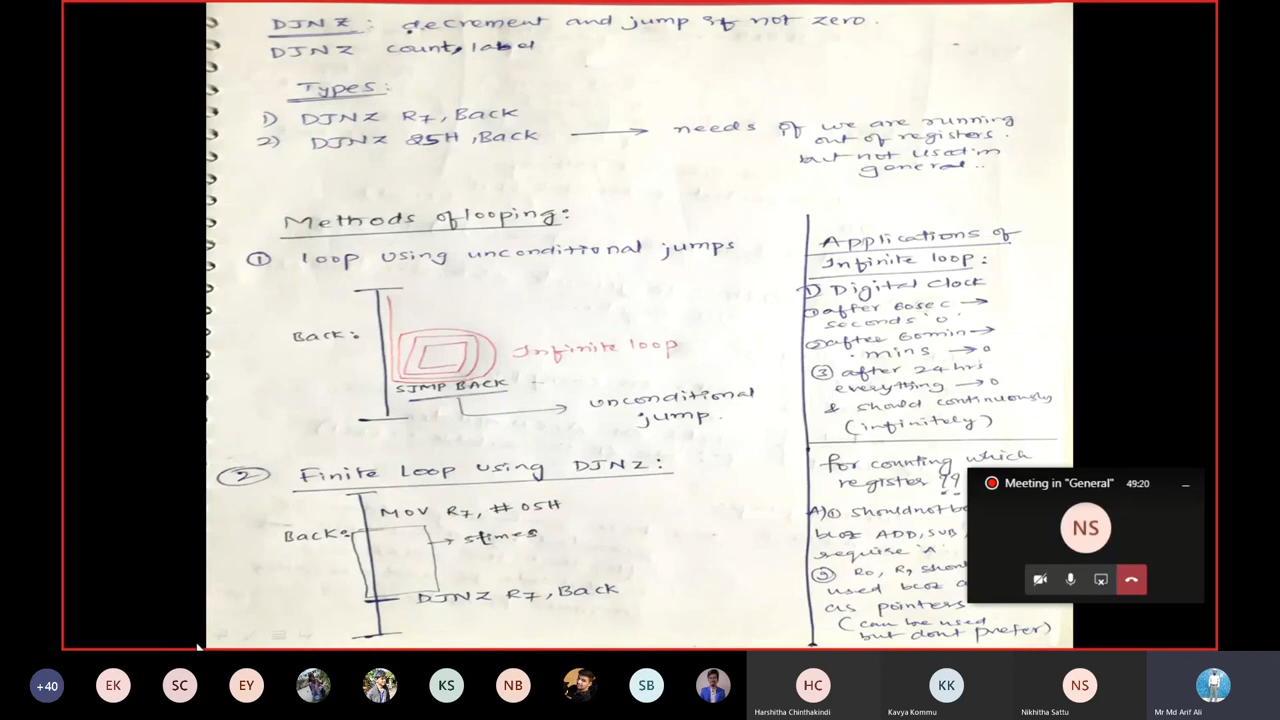 DJNZ : decrement and jump if not zero.
DJNZ count, label
Types:
1) DJNZ R7, Back
2) DJNZ 25H, Back → needs if we are running
out of registers.
but not used in
general..
Methods of looping:
① loop using unconditional jumps
Back:
Infinite loop
SJMP BACK
unconditional
jump.
② Finite Loop using DJNZ:
MOV R7, #05H
Back:
→ 5times
DJNZ R7, Back
Applications of
Infinite loop:
1) Digital clock
①after 60sec →
seconds '0'
②after 60min→
mins → 0
③ after 24 hrs
everything → 0
& should continuously
(infinitely)
for counting which
register ??
A)① should not be
bcoz ADD, SUB,
require 'A'
② R0, R1 shou
used bcoz a
as pointers
(can be used
but dont prefer)
Meeting in "General" 49:20
NS
+40
EK
SC
EY
KS
NB
SB
HC
KK
NS
Harshitha Chinthakindi
Kavya Kommu
Nikhitha Sattu
Mr Md Arif Ali